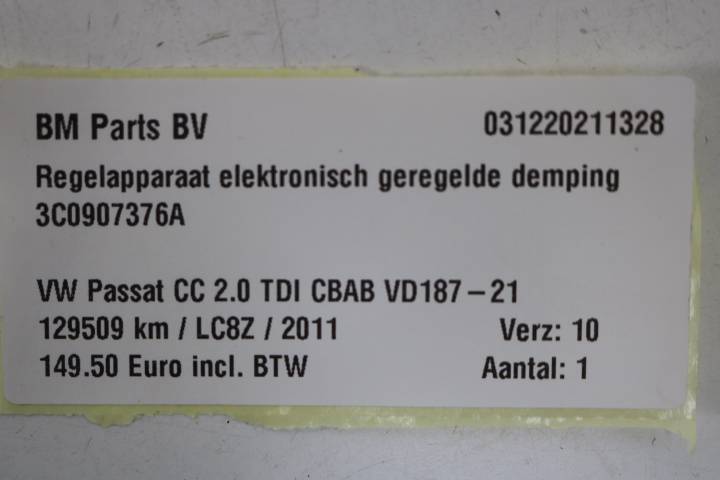 BM Parts BV 031220211328
Regelapparaat elektronisch geregelde demping
3C0907376A
VW Passat CC 2.0 TDI CBAB VD187-21
129509 km / LC8Z / 2011 Verz: 10
149.50 Euro incl. BTW Aantal: 1